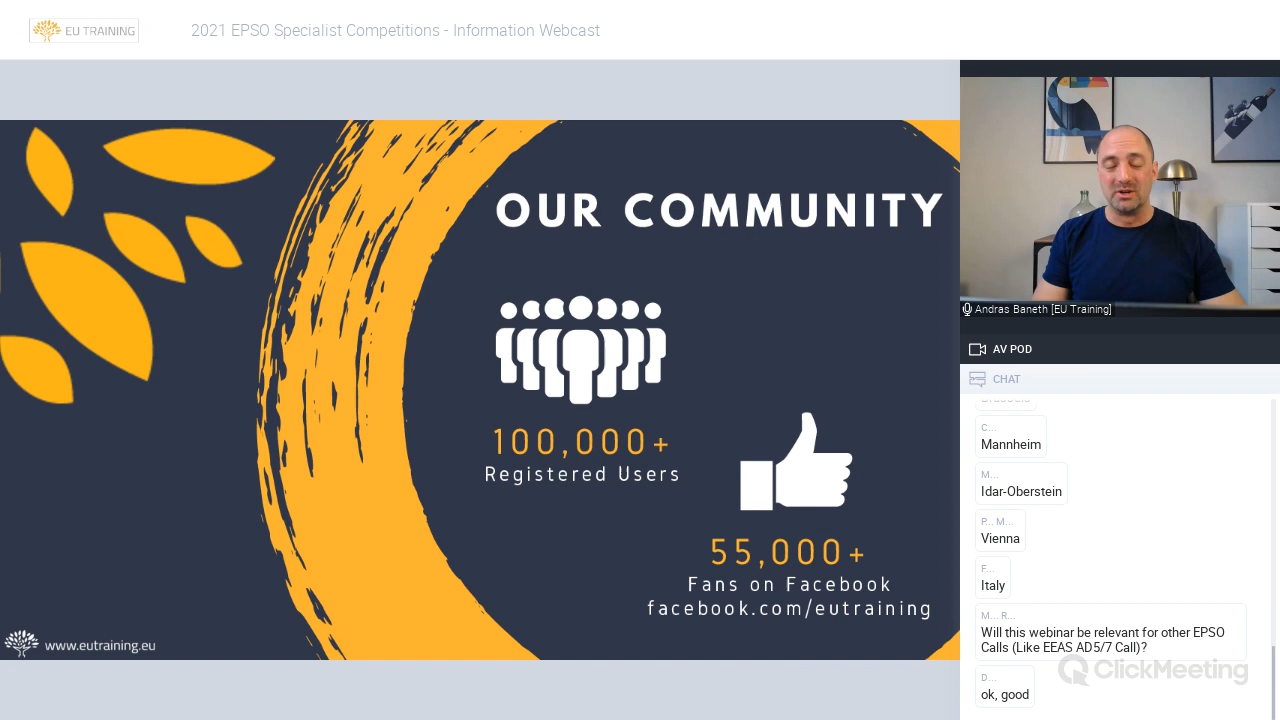 EU TRAINING
2021 EPSO Specialist Competitions - Information Webcast
OUR COMMUNITY
100,000+
Registered Users
55,000+
Fans on Facebook
facebook.com/eutraining
www.eutraining.eu
Andras Baneth [EU Training]
AV POD
CHAT
C...
Mannheim
M...
Idar-Oberstein
P... M...
Vienna
F...
Italy
M... R...
Will this webinar be relevant for other EPSO
Calls (Like EEAS AD5/7 Call)?
ClickMeeting
D...
ok, good